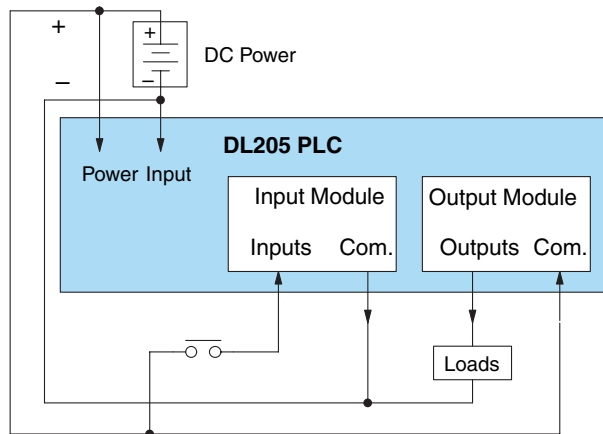 +
+
DC Power
–
–
DL205 PLC
Power Input
Input Module
Output Module
Inputs Com.
Outputs Com.
Loads